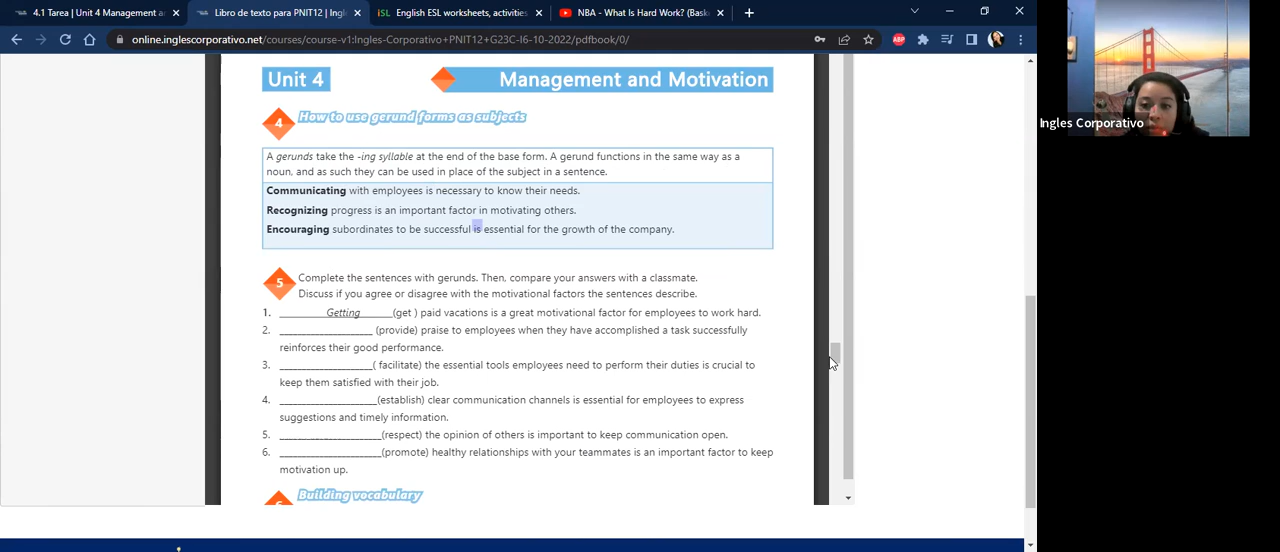 4.1 Tarea | Unit 4 Management a
Libro de texto para PNIT12 | Ingl
English ESL worksheets, activities
NBA - What Is Hard Work? (Bask
online.inglescorporativo.net/courses/course-v1:Ingles-Corporativo+PNIT12+G23C-I6-10-2022/pdfbook/0/
ABP
Ingles Corporativo
Unit 4
Management and Motivation
4
How to use gerund forms as subjects
A gerunds take the -ing syllable at the end of the base form. A gerund functions in the same way as a
noun, and as such they can be used in place of the subject in a sentence.
Communicating with employees is necessary to know their needs.
Recognizing progress is an important factor in motivating others.
Encouraging subordinates to be successful is essential for the growth of the company.
5
Complete the sentences with gerunds. Then, compare your answers with a classmate.
Discuss if you agree or disagree with the motivational factors the sentences describe.
1. ________Getting_____(get ) paid vacations is a great motivational factor for employees to work hard.
2. ___________________ (provide) praise to employees when they have accomplished a task successfully
reinforces their good performance.
3. ___________________( facilitate) the essential tools employees need to perform their duties is crucial to
keep them satisfied with their job.
4. ____________________(establish) clear communication channels is essential for employees to express
suggestions and timely information.
5. _____________________(respect) the opinion of others is important to keep communication open.
6. _____________________(promote) healthy relationships with your teammates is an important factor to keep
motivation up.
Building vocabulary